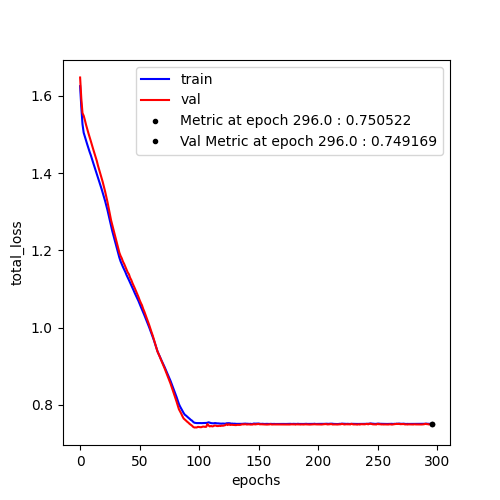 train
val
Metric at epoch 296.0 : 0.750522
Val Metric at epoch 296.0 : 0.749169
1.6
1.4
1.2
1.0
0.8
total_loss
0 50 100 150 200 250 300
epochs